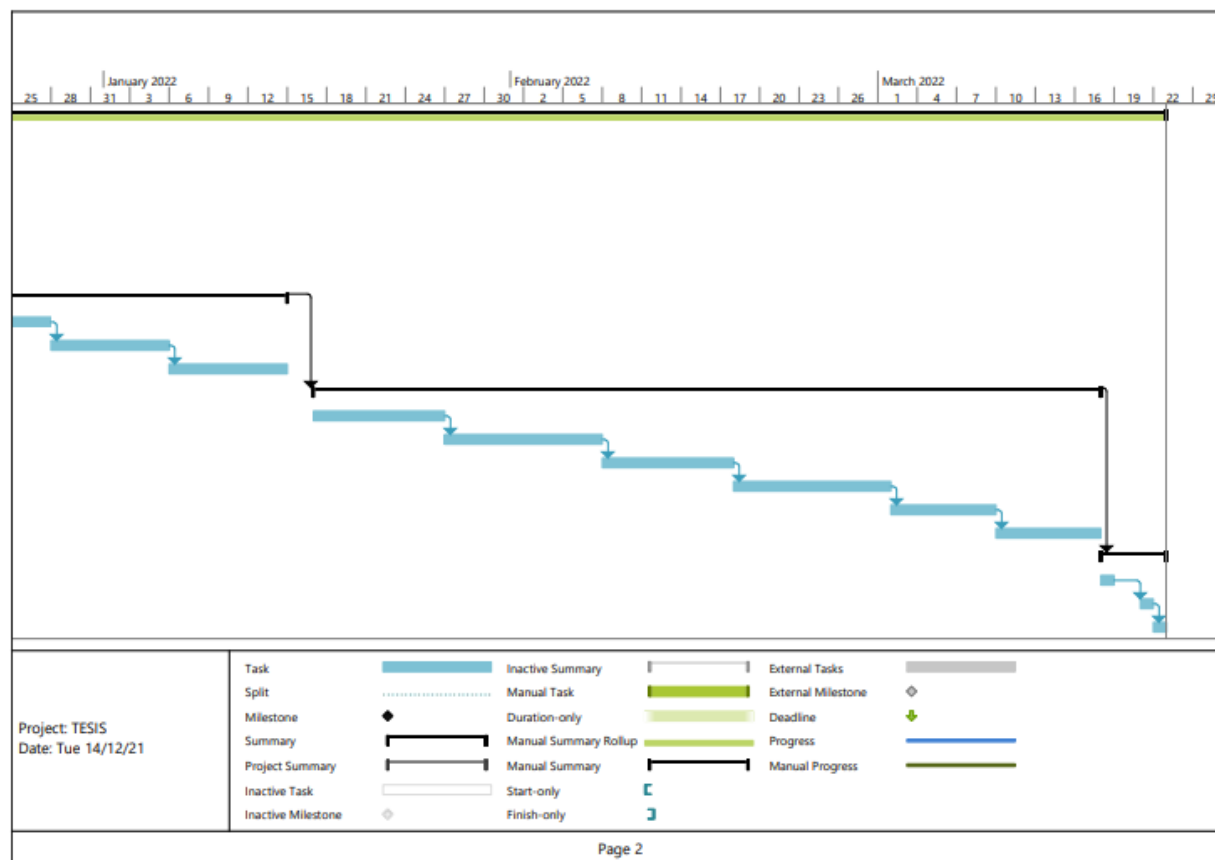 January 2022 February 2022 March 2022
25 28 31 3 6 9 12 15 18 21 24 27 30 2 5 8 11 14 17 20 23 26 1 4 7 10 13 16 19 22 25
Task Inactive Summary External Tasks
Split Manual Task External Milestone
Milestone Duration-only Deadline
Project: TESIS
Date: Tue 14/12/21
Summary Manual Summary Rollup Progress
Project Summary Manual Summary Manual Progress
Inactive Task Start-only
Inactive Milestone Finish-only
Page 2